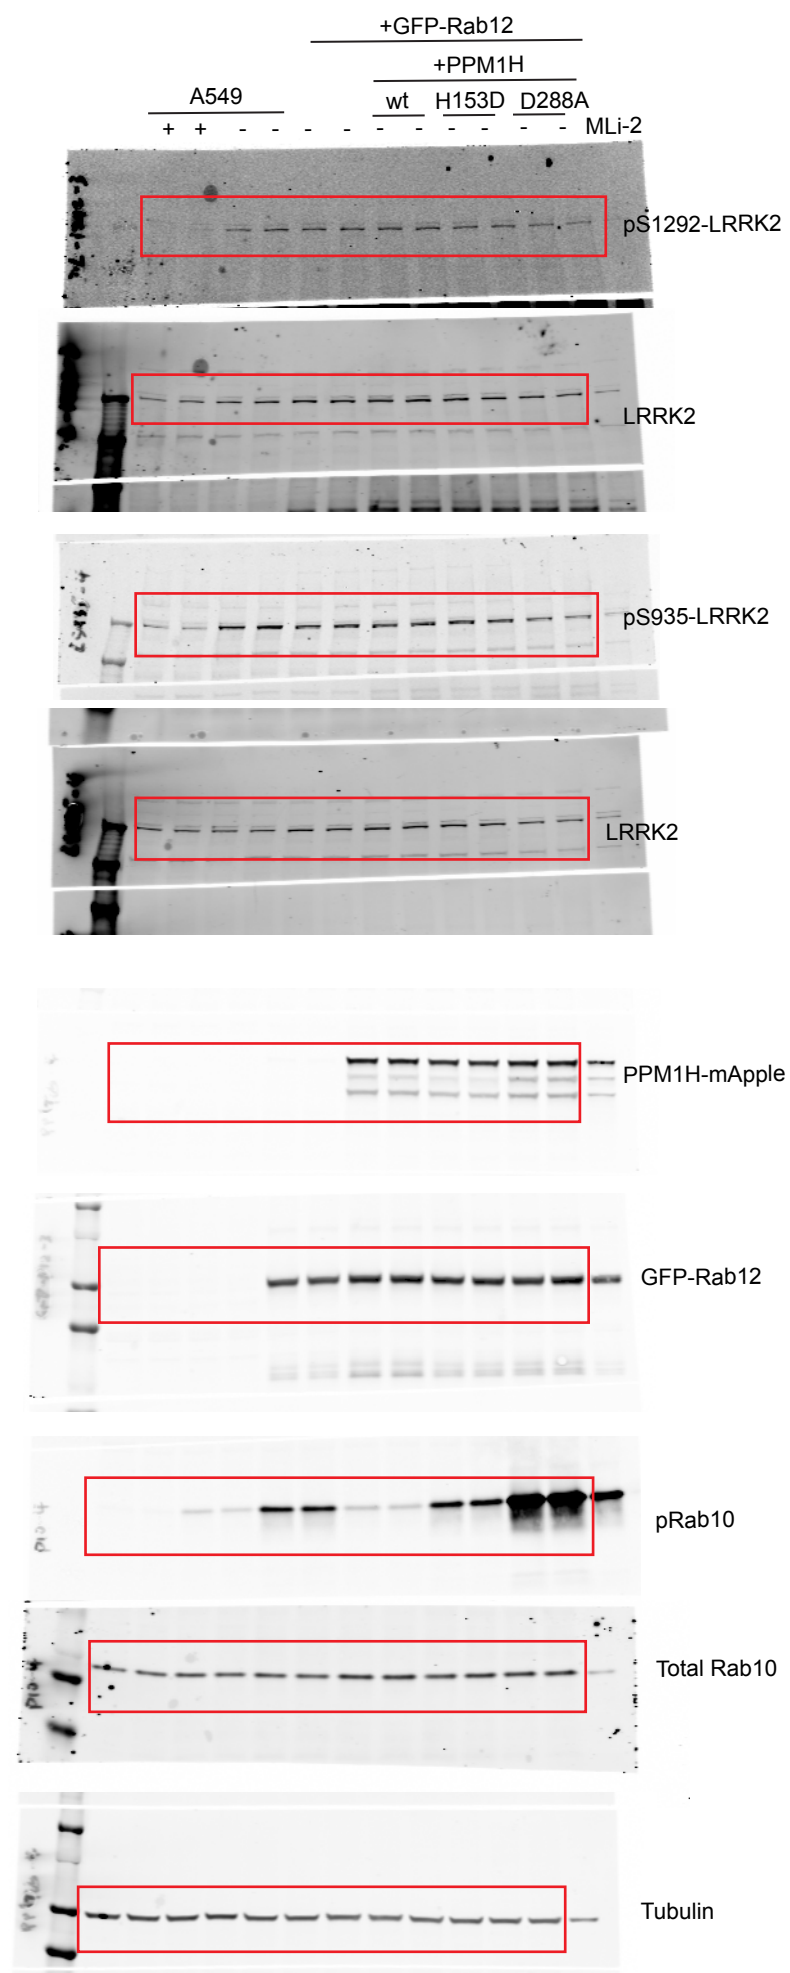 +GFP-Rab12
+PPM1H
A549 wt H153D D288A
+ + - - - - - - - - - - MLi-2
pS1292-LRRK2
LRRK2
pS935-LRRK2
LRRK2
PPM1H-mApple
GFP-Rab12
pRab10
Total Rab10
Tubulin